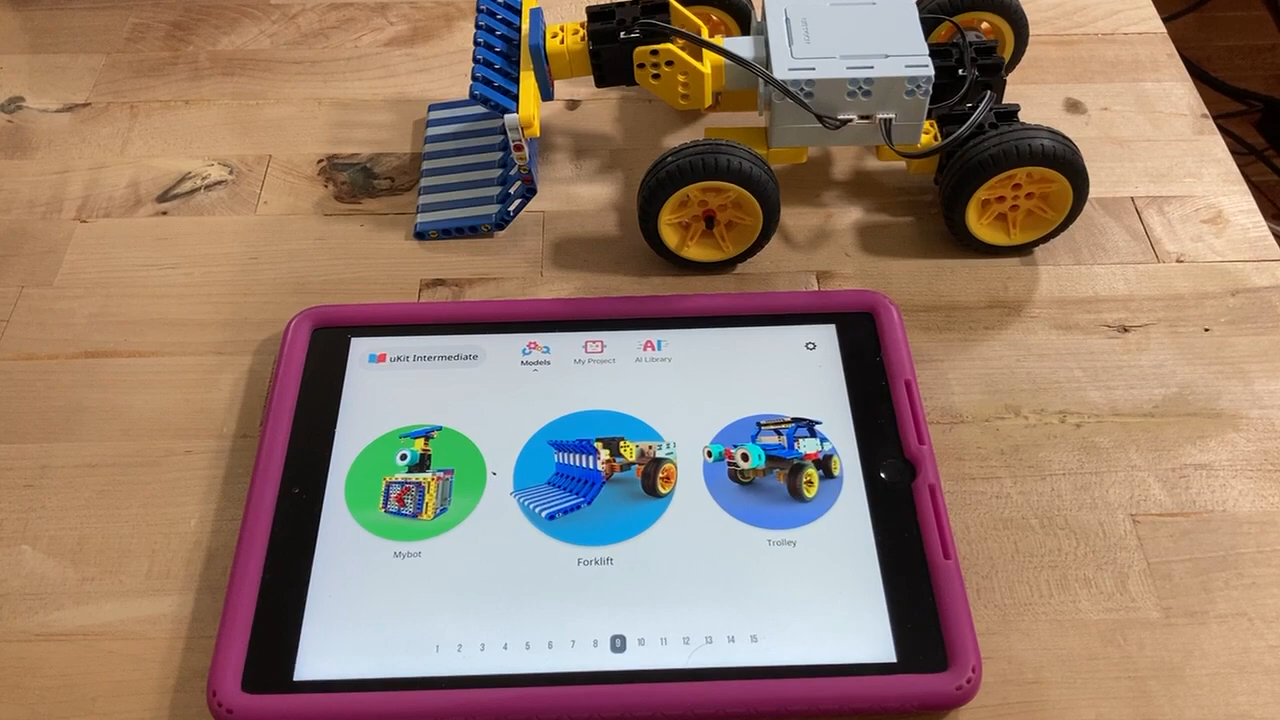 uKit Intermediate
Models
My Project
AI Library
Mybot
Forklift
Trolley
1 2 3 4 5 6 7 8 9 10 11 12 13 14 15